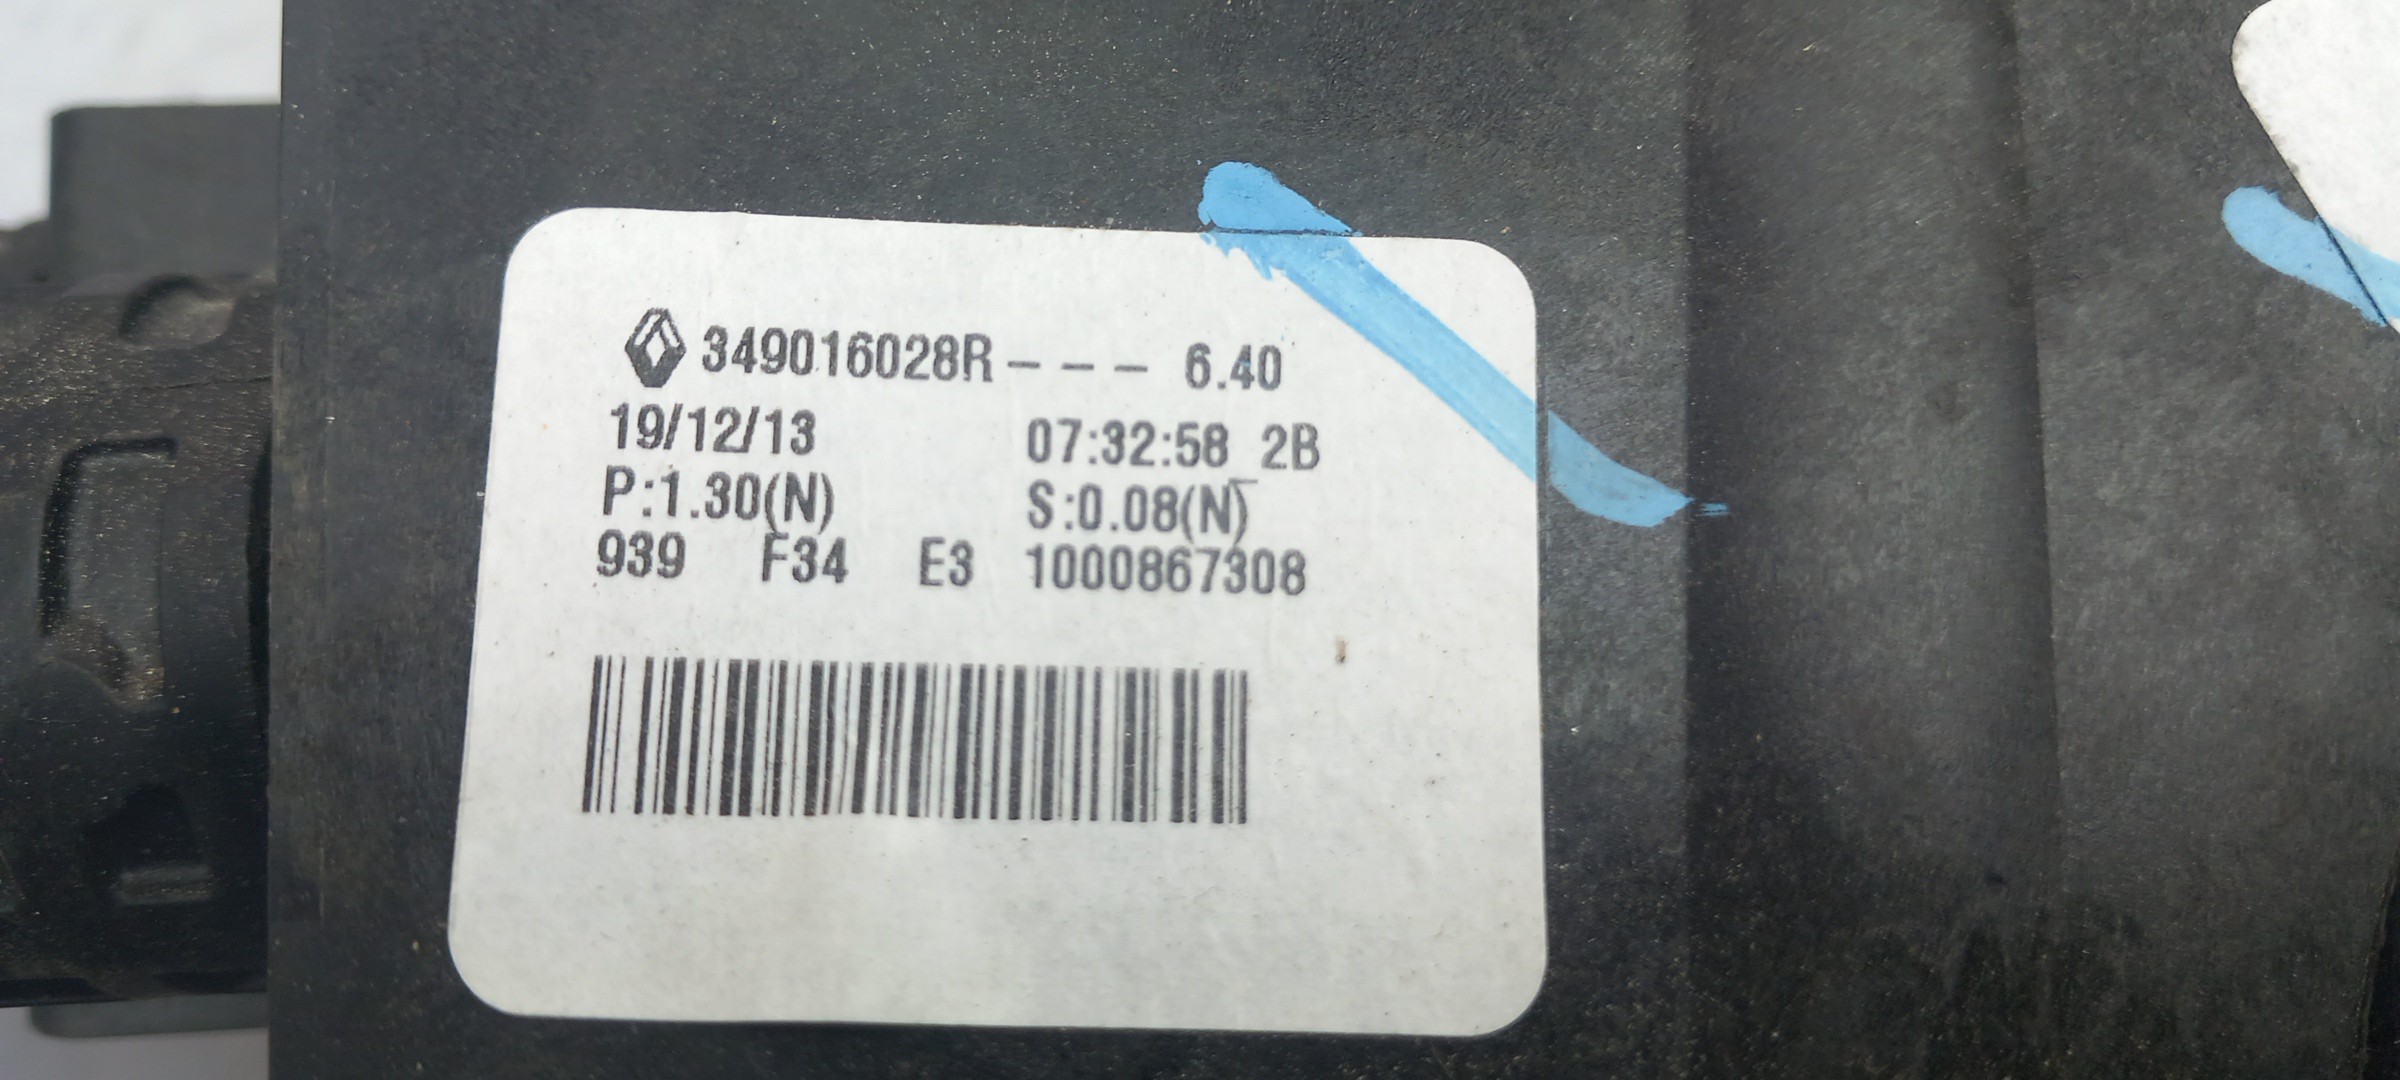 349016028R--- 6.40
19/12/13 07:32:58 2B
P:1.30(N) S:0.08(N)
939 F34 E3 1000867308